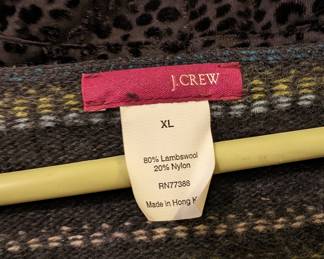 J.CREW
XL
80% Lambswool
20% Nylon
RN77388
Made in Hong K